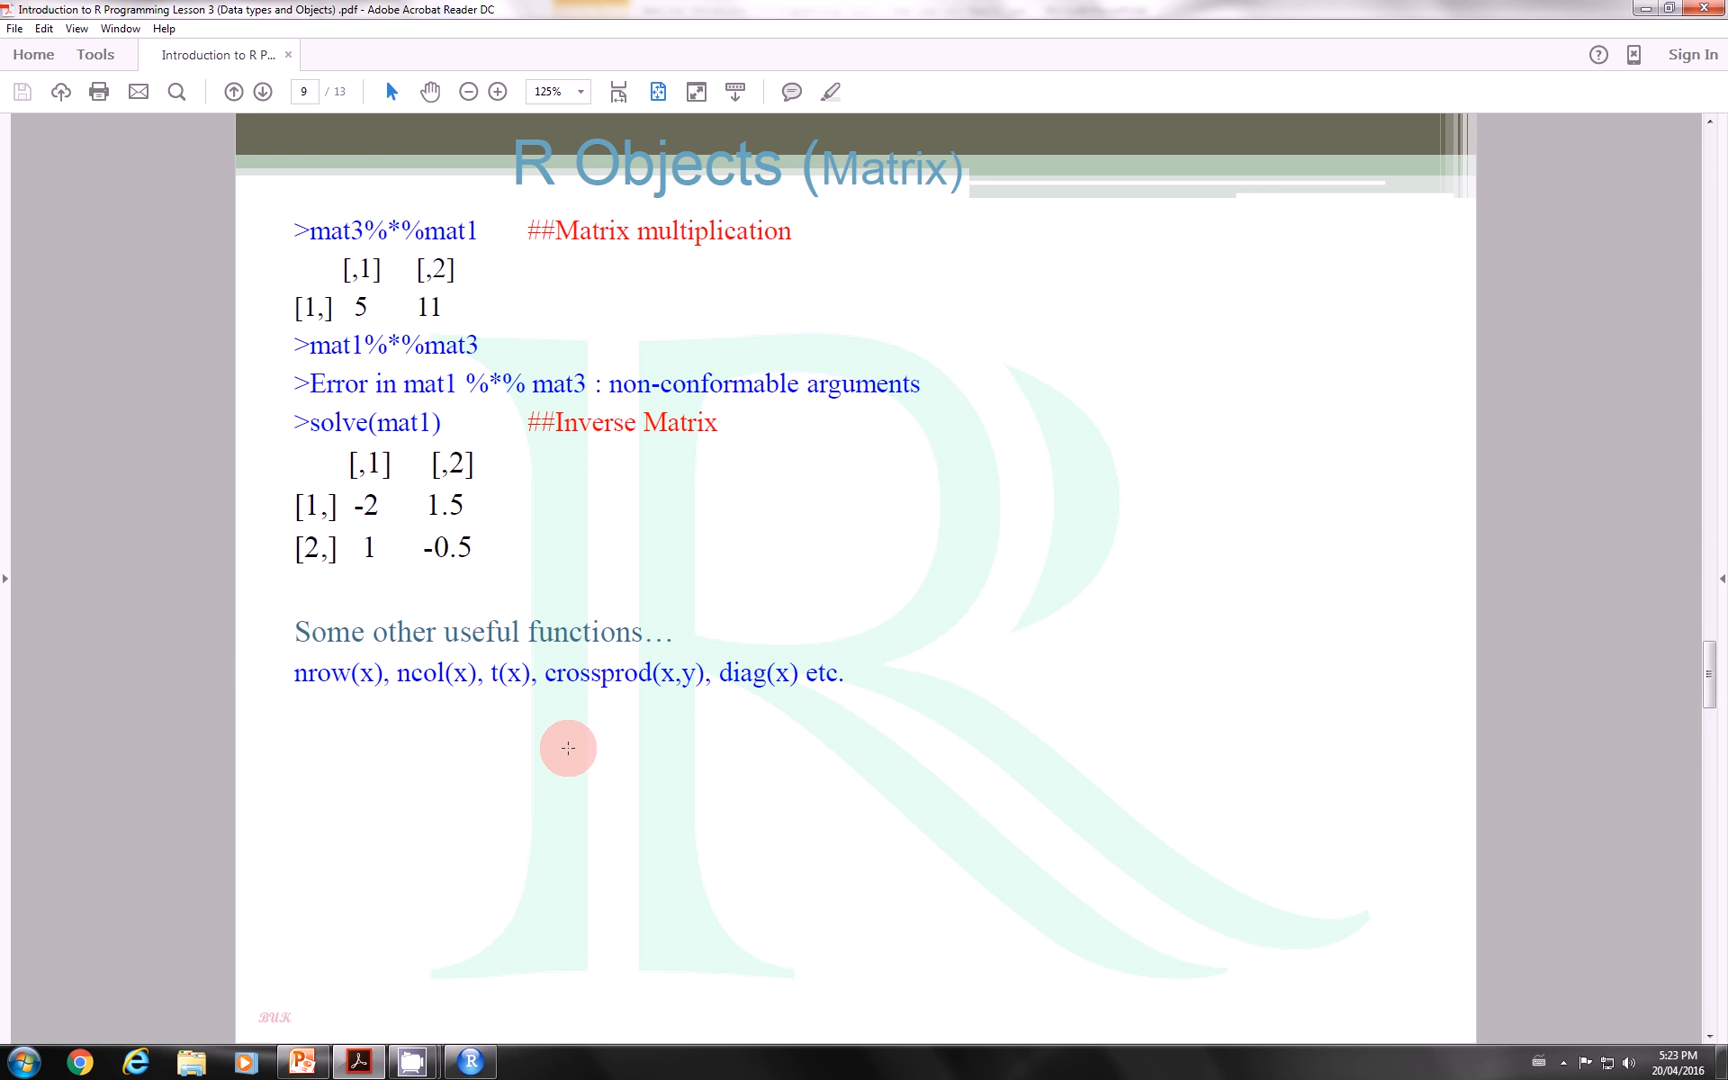 Introduction to R Programming Lesson 3 (Data types and Objects) .pdf - Adobe Acrobat Reader DC
File Edit View Window Help
Home Tools Introduction to R P... × Sign In
9 / 13 125%
R Objects (Matrix)
>mat3%*%mat1 ##Matrix multiplication
[,1] [,2]
[1,] 5 11
>mat1%*%mat3
>Error in mat1 %*% mat3 : non-conformable arguments
>solve(mat1) ##Inverse Matrix
[,1] [,2]
[1,] -2 1.5
[2,] 1 -0.5
Some other useful functions…
nrow(x), ncol(x), t(x), crossprod(x,y), diag(x) etc.
BUK
5:23 PM
20/04/2016